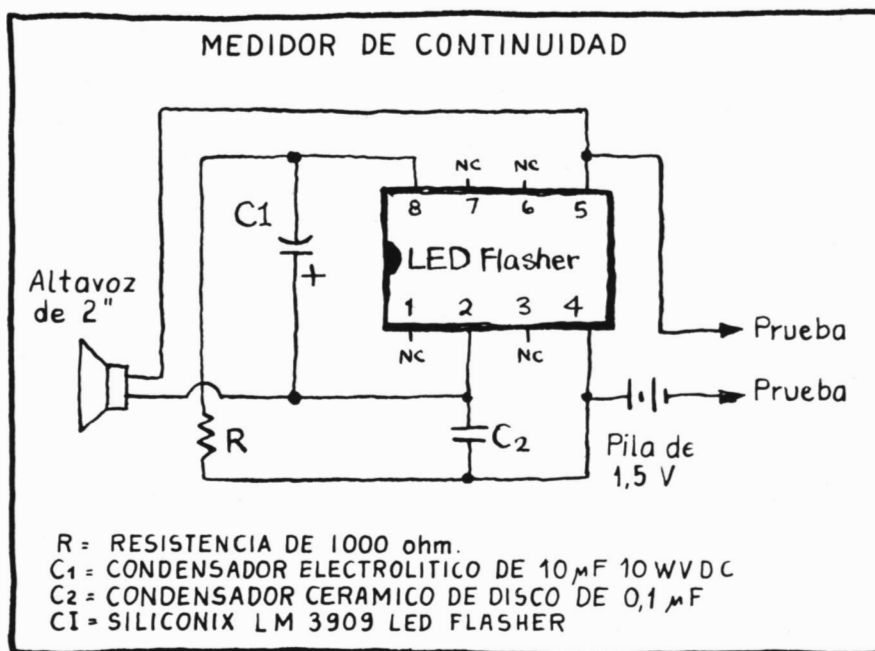 MEDIDOR DE CONTINUIDAD
NC NC
8 7 6 5
C1
+
LED Flasher
Altavoz
de 2"
1 2 3 4
NC NC
Prueba
Prueba
R
C2
Pila de
1,5 V
R = RESISTENCIA DE 1000 ohm.
C1 = CONDENSADOR ELECTROLITICO DE 10 µF 10 WVDC
C2 = CONDENSADOR CERAMICO DE DISCO DE 0,1 µF
CI = SILICONIX LM 3909 LED FLASHER